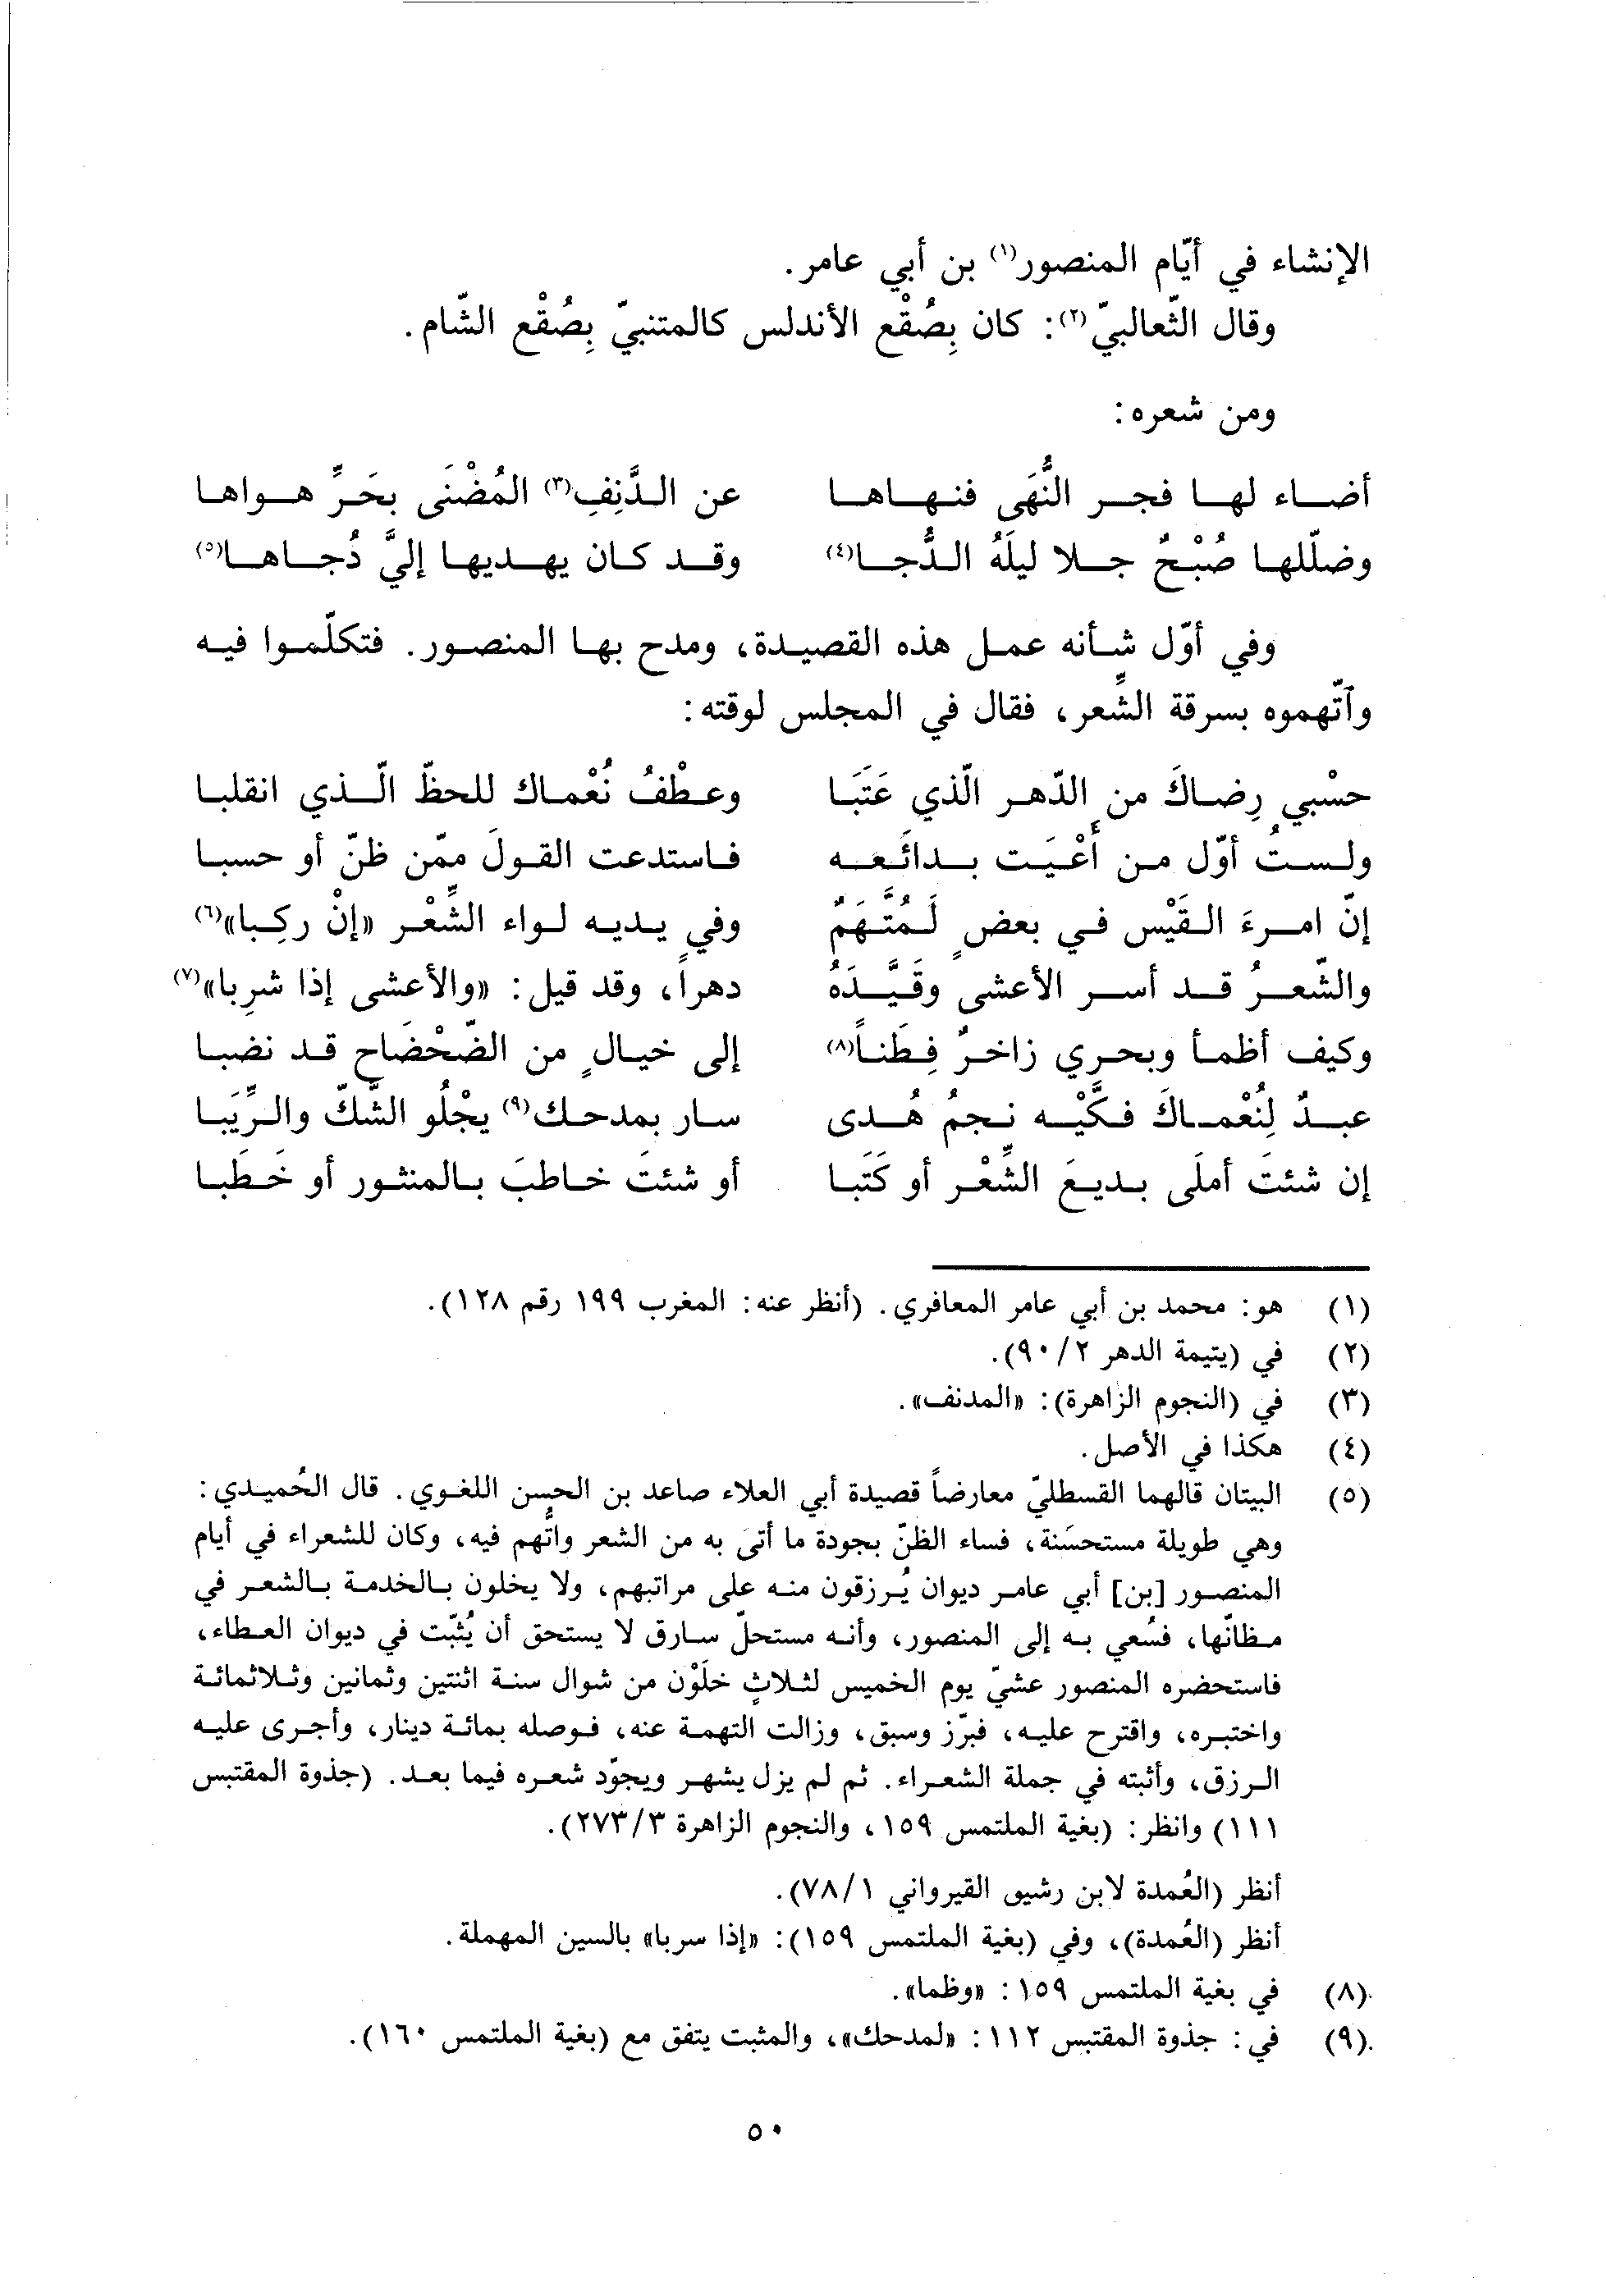 الإنشاء في أيّام المنصور(١) بن أبي عامر.
وقال الثّعالبيّ(٢): كان بِصُقْع الأندلس كالمتنبيّ بِصُقْع الشّام.
ومن شعره:
أضاء لها فجر النُّهَى فنهاها عن الدَّنِفِ(٣) المُضْنَى بحَرِّ هواها
وضلّلها صُبْحٌ جلا ليلَهُ الدُّجا(٤) وقد كان يهديها إليَّ دُجاها(٥)
وفي أوّل شأنه عمل هذه القصيدة، ومدح بها المنصور. فتكلّموا فيه
وٱتّهموه بسرقة الشِّعر، فقال في المجلس لوقته:
حسْبي رِضاكَ من الدّهر الّذي عَتَبَا وعطْفُ نُعْماك للحظّ الّذي انقلبا
ولستُ أوّل من أَعْيَت بدائَعه فاستدعت القولَ ممّن ظنّ أو حسبا
إنّ امرءَ القَيْس في بعضٍ لَمُتَّهَمٌ وفي يديه لواء الشِّعْر «إنْ ركِبا»(٦)
والشّعرُ قد أسر الأعشى وقَيَّدَهُ دهراً، وقد قيل: «والأعشى إذا شرِبا»(٧)
وكيف أظمأ وبحري زاخرٌ فِطَناً(٨) إلى خيالٍ من الضّحْضَاح قد نضبا
عبدٌ لِنُعْماكَ فكَّيْه نجمُ هُدى سار بمدحك(٩) يجْلُو الشّكّ والرِّيَبا
إن شئتَ أملَى بديعَ الشِّعْر أو كَتَبا أو شئتَ خاطبَ بالمنثور أو خَطَبا
(١) هو: محمد بن أبي عامر المعافري. (أنظر عنه: المغرب ١٩٩ رقم ١٢٨).
(٢) في (يتيمة الدهر ٩٠/٢).
(٣) في (النجوم الزاهرة): «المدنف».
(٤) هكذا في الأصل.
(٥) البيتان قالهما القسطليّ معارضاً قصيدة أبي العلاء صاعد بن الحسن اللغوي. قال الحُميدي:
وهي طويلة مستحسَنة، فساء الظنّ بجودة ما أتىَ به من الشعر واتُّهم فيه، وكان للشعراء في أيام
المنصور [بن] أبي عامر ديوان يُرزقون منه على مراتبهم، ولا يخلون بالخدمة بالشعر في
مظانّها، فسُعي به إلى المنصور، وأنه مستحلّ سارق لا يستحق أن يُثبّت في ديوان العطاء،
فاستحضره المنصور عشيّ يوم الخميس لثلاثٍ خلَوْن من شوال سنة اثنتين وثمانين وثلاثمائة
واختبره، واقترح عليه، فبرّز وسبق، وزالت التهمة عنه، فوصله بمائة دينار، وأجرى عليه
الرزق، وأثبته في جملة الشعراء. ثم لم يزل يشهر ويجوّد شعره فيما بعد. (جذوة المقتبس
١١١) وانظر: (بغية الملتمس ١٥٩، والنجوم الزاهرة ٢٧٣/٣).
أنظر (العُمدة لابن رشيق القيرواني ٧٨/١).
أنظر (العُمدة)، وفي (بغية الملتمس ١٥٩): «إذا سربا» بالسين المهملة.
(٨) في بغية الملتمس ١٥٩: «وظما».
(٩) في: جذوة المقتبس ١١٢: «لمدحك»، والمثبت يتفق مع (بغية الملتمس ١٦٠).
٥٠